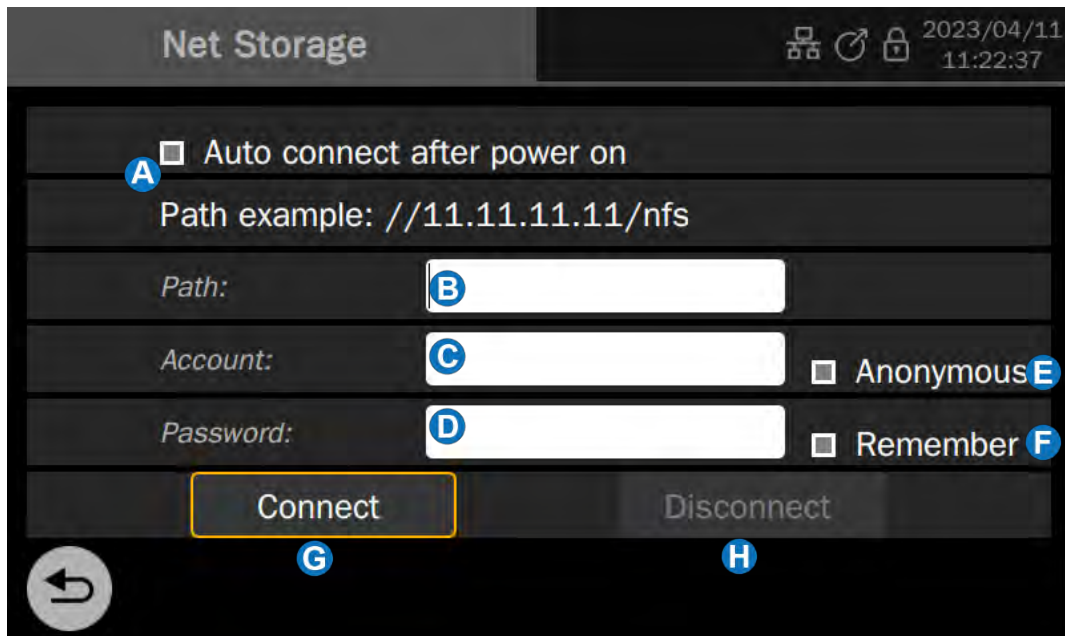 Net Storage
2023/04/11
11:22:37
A Auto connect after power on
Path example: //11.11.11.11/nfs
Path: B
Account: C
Anonymous E
Password: D
Remember F
Connect
Disconnect
G
H